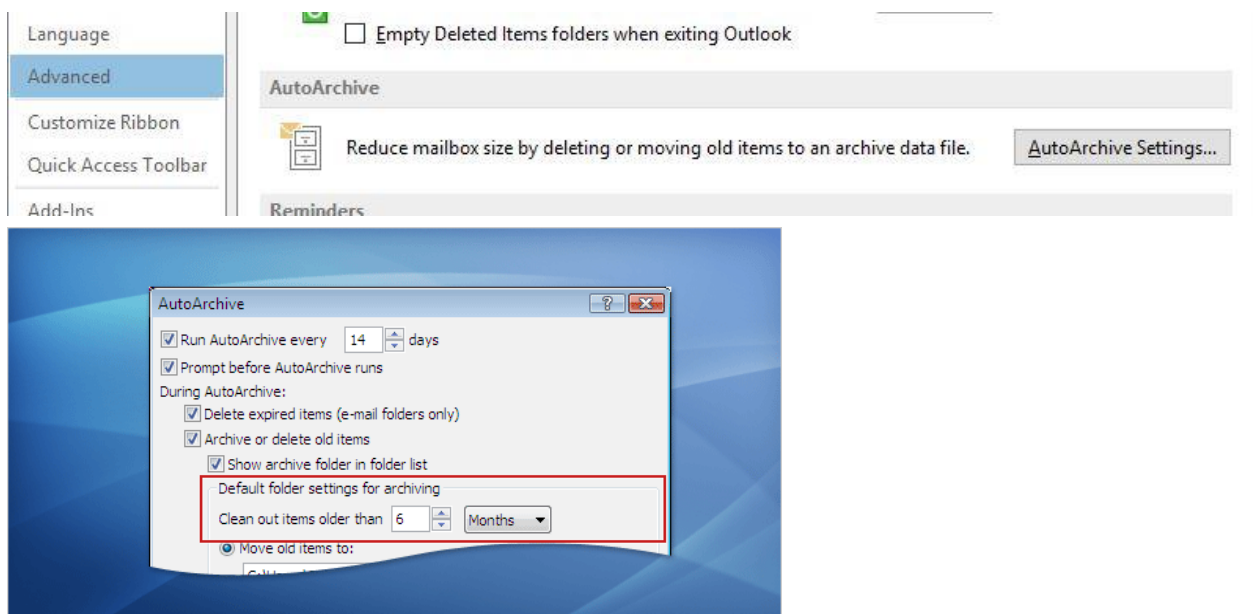 Language
Empty Deleted Items folders when exiting Outlook
Advanced
AutoArchive
Customize Ribbon
Reduce mailbox size by deleting or moving old items to an archive data file.
AutoArchive Settings...
Quick Access Toolbar
Add-Ins
Reminders
AutoArchive
Run AutoArchive every 14 days
Prompt before AutoArchive runs
During AutoArchive:
Delete expired items (e-mail folders only)
Archive or delete old items
Show archive folder in folder list
Default folder settings for archiving
Clean out items older than 6 Months
Move old items to: